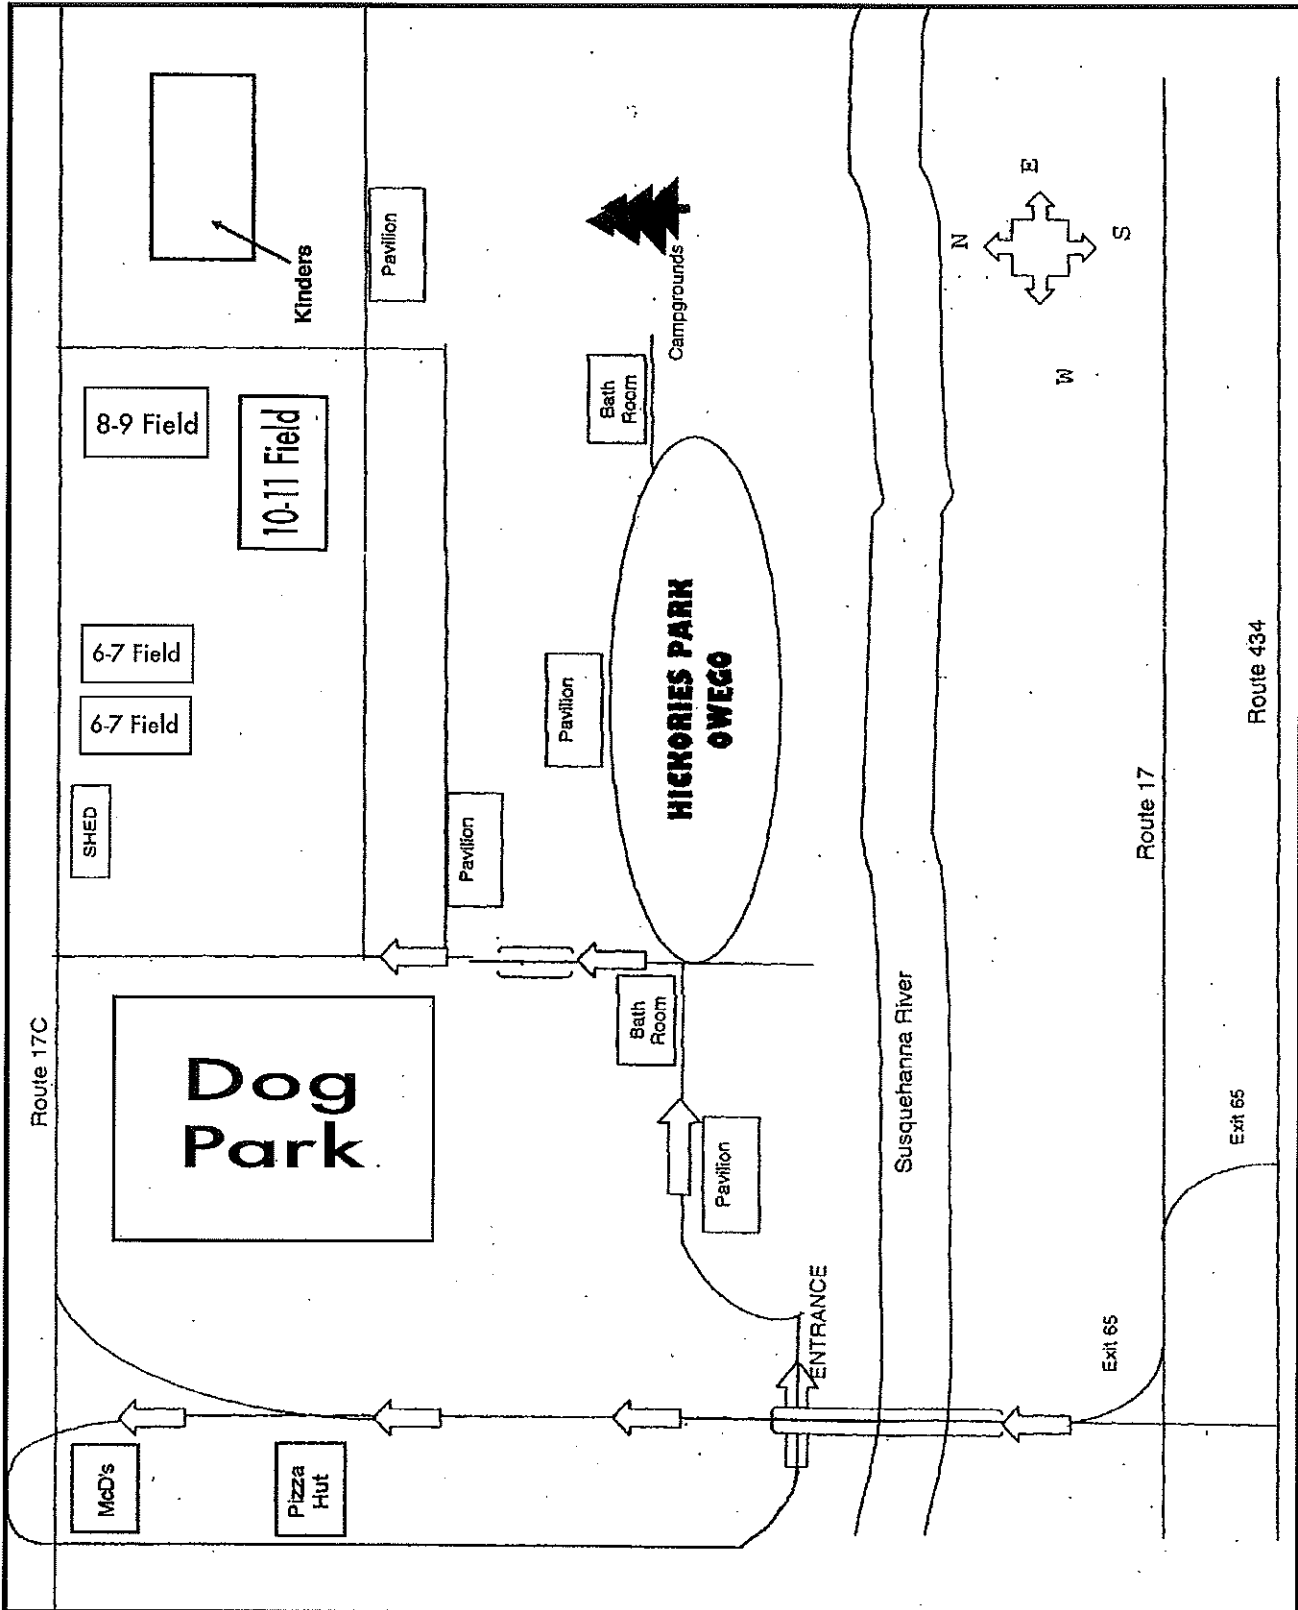 Route 17C
McD's
Pizza
Hut
Dog
Park
SHED
6-7 Field
6-7 Field
8-9 Field
10-11 Field
Kinders
Pavilion
Pavilion
Pavilion
Bath
Room
Campgrounds
HICKORIES PARK
OWEGO
Bath
Room
Pavilion
ENTRANCE
Susquehanna River
N
E
S
W
Exit 65
Exit 65
Route 17
Route 434